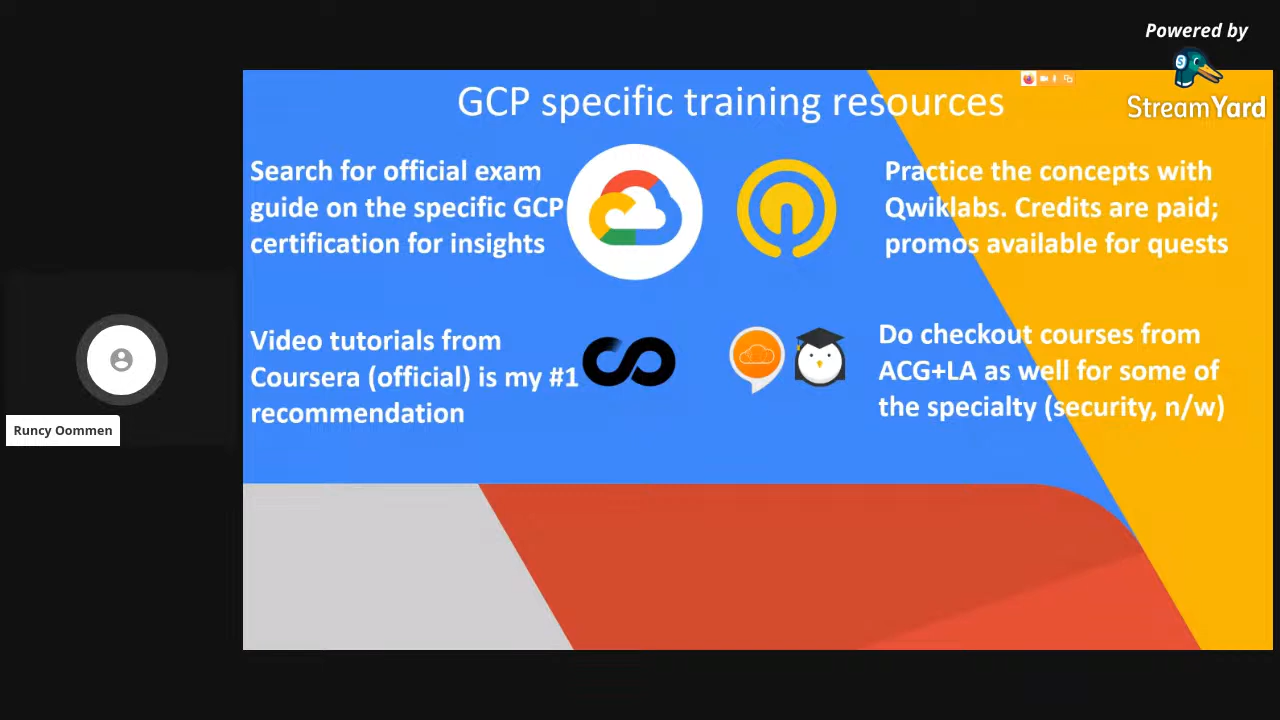 Powered by
StreamYard
GCP specific training resources
Search for official exam
guide on the specific GCP
certification for insights
Practice the concepts with
Qwiklabs. Credits are paid;
promos available for quests
Video tutorials from
Coursera (official) is my #1
recommendation
Do checkout courses from
ACG+LA as well for some of
the specialty (security, n/w)
Runcy Oommen